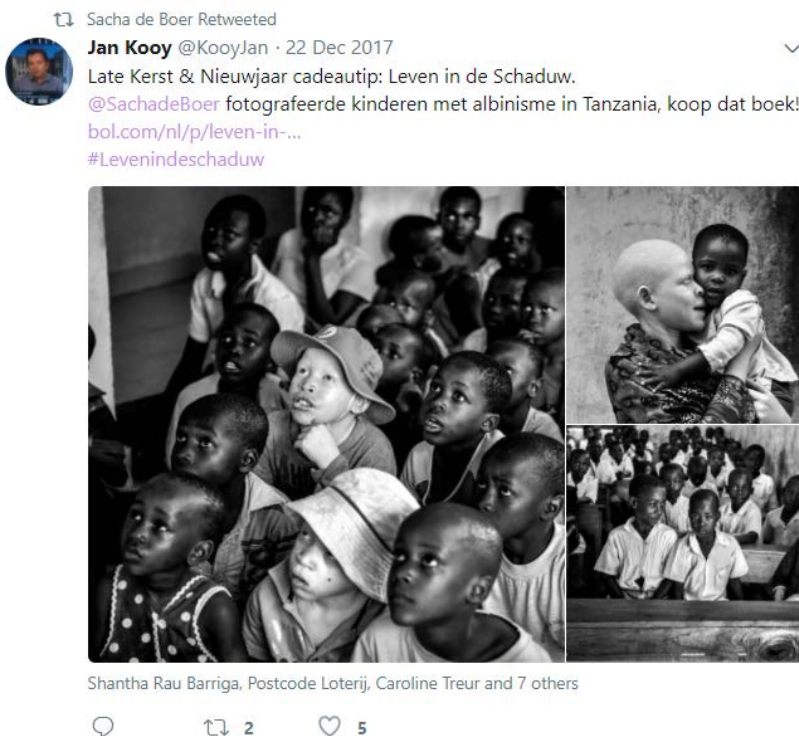 Sacha de Boer Retweeted
Jan Kooy @KooyJan · 22 Dec 2017
Late Kerst & Nieuwjaar cadeautip: Leven in de Schaduw.
@SachadeBoer fotografeerde kinderen met albinisme in Tanzania, koop dat boek!
bol.com/nl/p/leven-in-...
#Levenindeschaduw
Shantha Rau Barriga, Postcode Loterij, Caroline Treur and 7 others
2 5